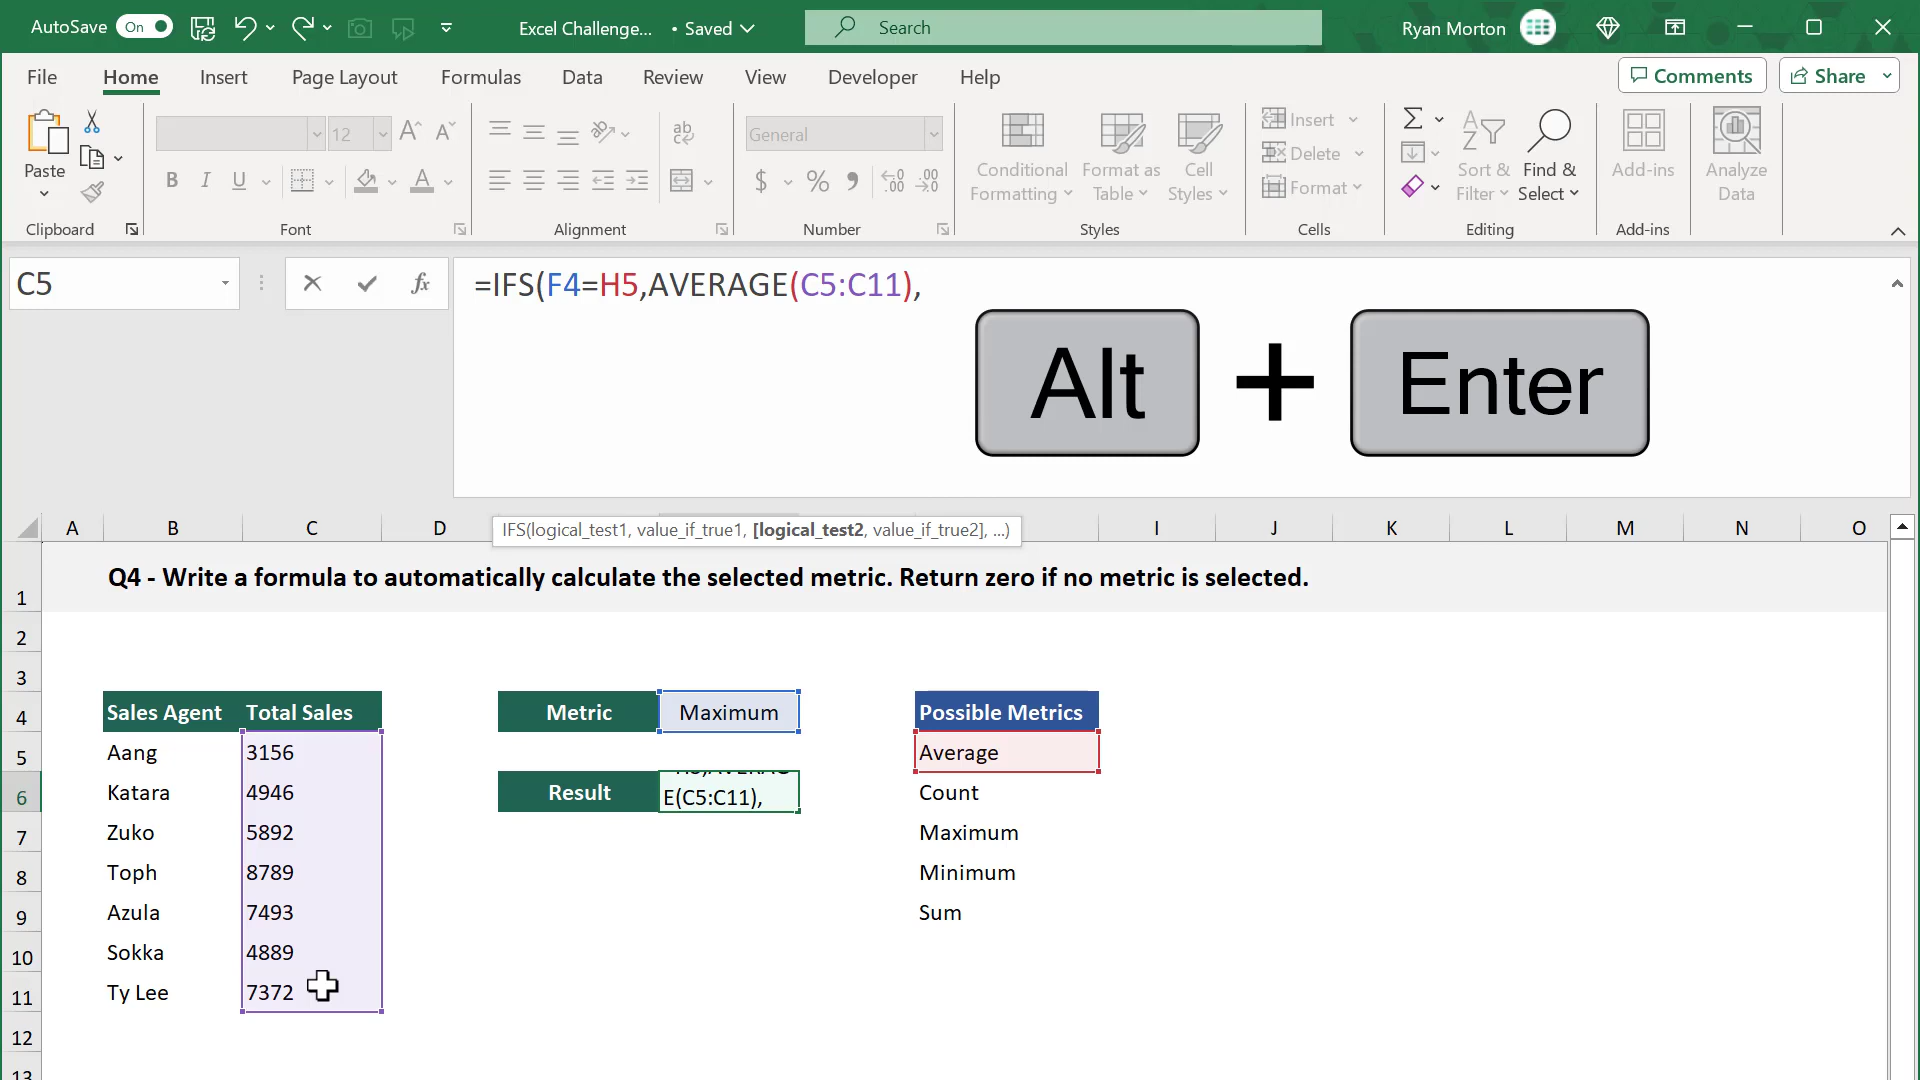 AutoSave On Excel Challenge... • Saved Search Ryan Morton
File Home Insert Page Layout Formulas Data Review View Developer Help Comments Share
Paste
12
General
Conditional Formatting
Format as Table
Cell Styles
Insert
Delete
Format
Sort & Filter
Find & Select
Add-ins
Analyze Data
Clipboard Font Alignment Number Styles Cells Editing Add-ins
C5 fx =IFS(F4=H5,AVERAGE(C5:C11),
Alt + Enter
IFS(logical_test1, value_if_true1, [logical_test2, value_if_true2], ...)
A B C D I J K L M N O
1 Q4 - Write a formula to automatically calculate the selected metric. Return zero if no metric is selected.
2
3
4 Sales Agent Total Sales Metric Maximum Possible Metrics
5 Aang 3156 Average
6 Katara 4946 Result E(C5:C11), Count
7 Zuko 5892 Maximum
8 Toph 8789 Minimum
9 Azula 7493 Sum
10 Sokka 4889
11 Ty Lee 7372
12
13